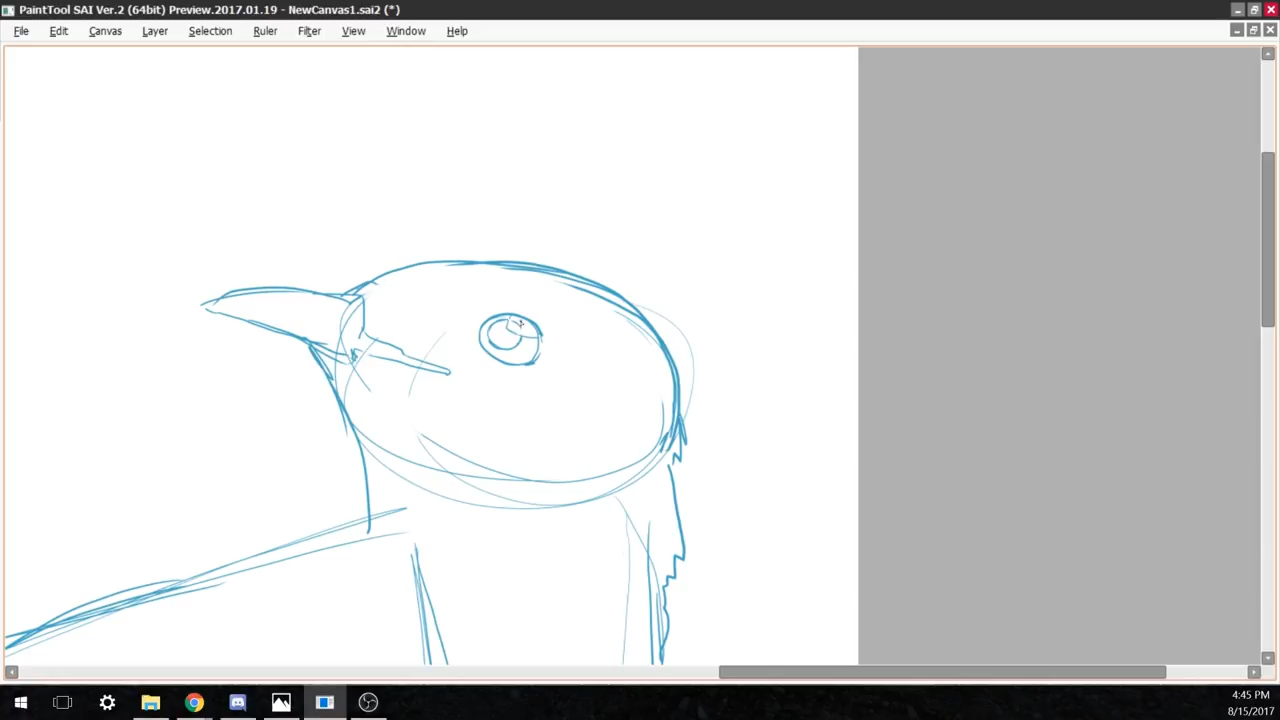 PaintTool SAI Ver.2 (64bit) Preview.2017.01.19 - NewCanvas1.sai2 (*)
File Edit Canvas Layer Selection Ruler Filter View Window Help
4:45 PM
8/15/2017